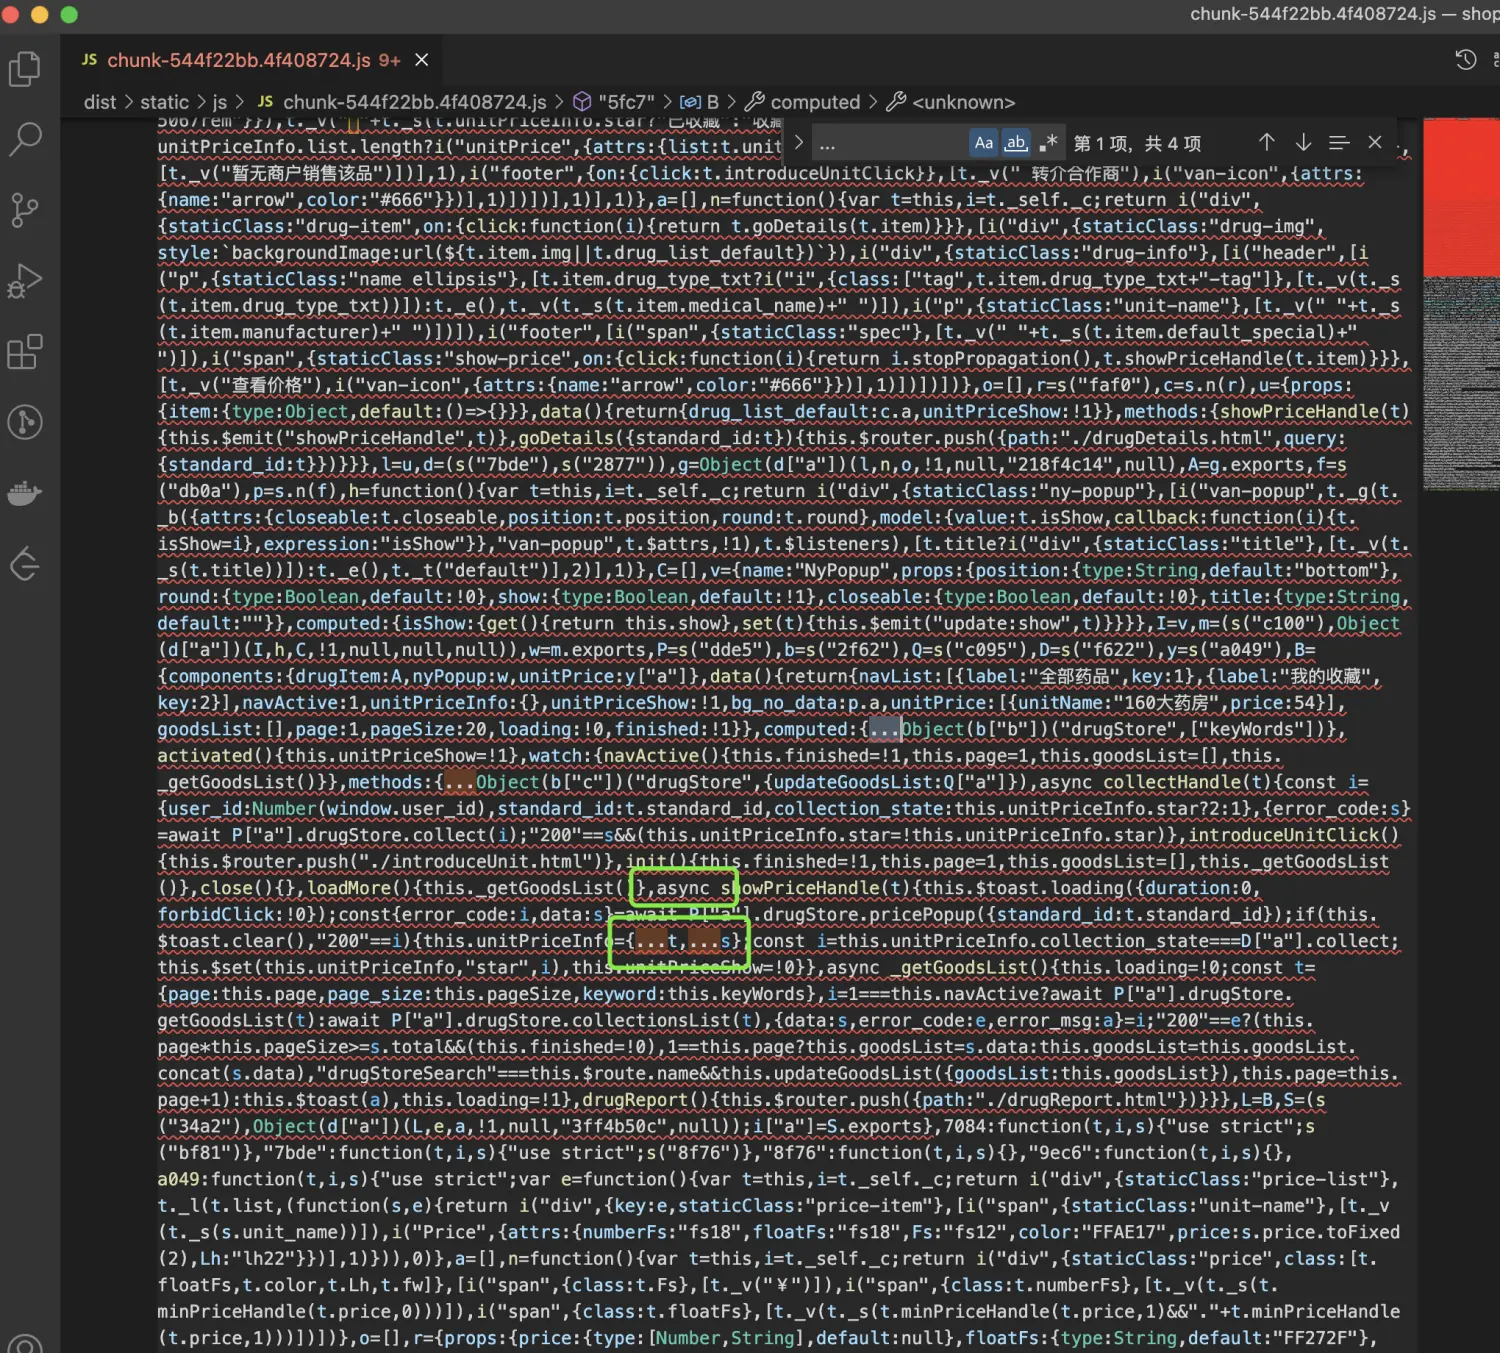 chunk-544f22bb.4f408724.js — shop
JS chunk-544f22bb.4f408724.js 9+
dist > static > js > JS chunk-544f22bb.4f408724.js > "5fc7" > B > computed > <unknown>
... Aa ab .* 第 1 项, 共 4 项
5067rem"}}),t._v(" "+t._s(t.unitPriceInfo.star?"已收藏":"收藏
unitPriceInfo.list.length?i("unitPrice",{attrs:{list:t.unit
[t._v("暂无商户销售该品")])],1),i("footer",{on:{click:t.introduceUnitClick}},[t._v(" 转介合作商"),i("van-icon",{attrs:
{name:"arrow",color:"#666"}})],1)])])],1)],1)},a=[],n=function(){var t=this,i=t._self._c;return i("div",
{staticClass:"drug-item",on:{click:function(i){return t.goDetails(t.item)}}},[i("div",{staticClass:"drug-img",
style:`backgroundImage:url(${t.item.img||t.drug_list_default})`}),i("div",{staticClass:"drug-info"},[i("header",[i
("p",{staticClass:"name ellipsis"},[t.item.drug_type_txt?i("i",{class:["tag",t.item.drug_type_txt+"-tag"]},[t._v(t._s
(t.item.drug_type_txt))]):t._e(),t._v(t._s(t.item.medical_name)+" ")]),i("p",{staticClass:"unit-name"},[t._v(" "+t._s
(t.item.manufacturer)+" ")])]),i("footer",[i("span",{staticClass:"spec"},[t._v(" "+t._s(t.item.default_special)+"
")]),i("span",{staticClass:"show-price",on:{click:function(i){return i.stopPropagation(),t.showPriceHandle(t.item)}}},
[t._v("查看价格"),i("van-icon",{attrs:{name:"arrow",color:"#666"}})],1)])])])},o=[],r=s("faf0"),c=s.n(r),u={props:
{item:{type:Object,default:()=>{}}},data(){return{drug_list_default:c.a,unitPriceShow:!1}},methods:{showPriceHandle(t)
{this.$emit("showPriceHandle",t)},goDetails({standard_id:t}){this.$router.push({path:"./drugDetails.html",query:
{standard_id:t}})}}},l=u,d=(s("7bde"),s("2877")),g=Object(d["a"])(l,n,o,!1,null,"218f4c14",null),A=g.exports,f=s
("db0a"),p=s.n(f),h=function(){var t=this,i=t._self._c;return i("div",{staticClass:"ny-popup"},[i("van-popup",t._g(t.
_b({attrs:{closeable:t.closeable,position:t.position,round:t.round},model:{value:t.isShow,callback:function(i){t.
isShow=i},expression:"isShow"}},"van-popup",t.$attrs,!1),t.$listeners),[t.title?i("div",{staticClass:"title"},[t._v(t.
_s(t.title))]):t._e(),t._t("default")],2)],1)},C=[],v={name:"NyPopup",props:{position:{type:String,default:"bottom"},
round:{type:Boolean,default:!0},show:{type:Boolean,default:!1},closeable:{type:Boolean,default:!0},title:{type:String,
default:""}},computed:{isShow:{get(){return this.show},set(t){this.$emit("update:show",t)}}}},I=v,m=(s("c100"),Object
(d["a"])(I,h,C,!1,null,null,null)),w=m.exports,P=s("dde5"),b=s("2f62"),Q=s("c095"),D=s("f622"),y=s("a049"),B=
{components:{drugItem:A,nyPopup:w,unitPrice:y["a"]},data(){return{navList:[{label:"全部药品",key:1},{label:"我的收藏",
key:2}],navActive:1,unitPriceInfo:{},unitPriceShow:!1,bg_no_data:p.a,unitPrice:[{unitName:"160大药房",price:54}],
goodsList:[],page:1,pageSize:20,loading:!0,finished:!1}},computed:{...Object(b["b"])("drugStore",["keyWords"])},
activated(){this.unitPriceShow=!1},watch:{navActive(){this.finished=!1,this.page=1,this.goodsList=[],this.
_getGoodsList()}},methods:{...Object(b["c"])("drugStore",{updateGoodsList:Q["a"]}),async collectHandle(t){const i=
{user_id:Number(window.user_id),standard_id:t.standard_id,collection_state:this.unitPriceInfo.star?2:1},{error_code:s}
=await P["a"].drugStore.collect(i);"200"==s&&(this.unitPriceInfo.star=!this.unitPriceInfo.star)},introduceUnitClick()
{this.$router.push("./introduceUnit.html")},init(){this.finished=!1,this.page=1,this.goodsList=[],this._getGoodsList
()},close(){},loadMore(){this._getGoodsList()},async showPriceHandle(t){this.$toast.loading({duration:0,
forbidClick:!0});const{error_code:i,data:s}=await P["a"].drugStore.pricePopup({standard_id:t.standard_id});if(this.
$toast.clear(),"200"==i){this.unitPriceInfo={...t,...s};const i=this.unitPriceInfo.collection_state===D["a"].collect;
this.$set(this.unitPriceInfo,"star",i),this.unitPriceShow=!0}},async _getGoodsList(){this.loading=!0;const t=
{page:this.page,page_size:this.pageSize,keyword:this.keyWords},i=1===this.navActive?await P["a"].drugStore.
getGoodsList(t):await P["a"].drugStore.collectionsList(t),{data:s,error_code:e,error_msg:a}=i;"200"==e?(this.
page*this.pageSize>=s.total&&(this.finished=!0),1==this.page?this.goodsList=s.data:this.goodsList=this.goodsList.
concat(s.data),"drugStoreSearch"===this.$route.name&&this.updateGoodsList({goodsList:this.goodsList}),this.page=this.
page+1):this.$toast(a),this.loading=!1},drugReport(){this.$router.push({path:"./drugReport.html"})}}},L=B,S=(s
("34a2"),Object(d["a"])(L,e,a,!1,null,"3ff4b50c",null));i["a"]=S.exports},7084:function(t,i,s){"use strict";s
("bf81")},"7bde":function(t,i,s){"use strict";s("8f76")},"8f76":function(t,i,s){},"9ec6":function(t,i,s){},
a049:function(t,i,s){"use strict";var e=function(){var t=this,i=t._self._c;return i("div",{staticClass:"price-list"},
t._l(t.list,(function(s,e){return i("div",{key:e,staticClass:"price-item"},[i("span",{staticClass:"unit-name"},[t._v
(t._s(s.unit_name))]),i("Price",{attrs:{numberFs:"fs18",floatFs:"fs18",Fs:"fs12",color:"FFAE17",price:s.price.toFixed
(2),Lh:"lh22"}})],1)})),0)},a=[],n=function(){var t=this,i=t._self._c;return i("div",{staticClass:"price",class:[t.
floatFs,t.color,t.Lh,t.fw]},[i("span",{class:t.Fs},[t._v("￥")]),i("span",{class:t.numberFs},[t._v(t._s(t.
minPriceHandle(t.price,0)))]),i("span",{class:t.floatFs},[t._v(t._s(t.minPriceHandle(t.price,1)&&"."+t.minPriceHandle
(t.price,1)))])])},o=[],r={props:{price:{type:[Number,String],default:null},floatFs:{type:String,default:"FF272F"},